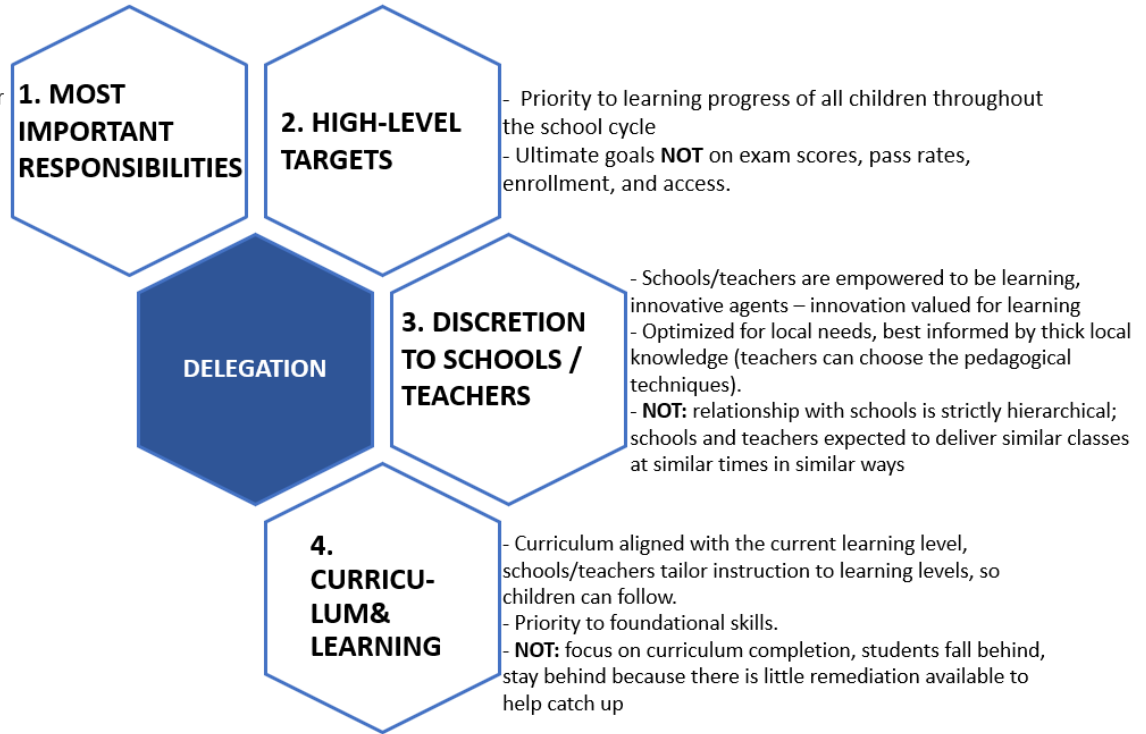 r
1. MOST
IMPORTANT
RESPONSIBILITIES
2. HIGH-LEVEL
TARGETS
- Priority to learning progress of all children throughout
the school cycle
- Ultimate goals NOT on exam scores, pass rates,
enrollment, and access.
DELEGATION
3. DISCRETION
TO SCHOOLS /
TEACHERS
- Schools/teachers are empowered to be learning,
innovative agents – innovation valued for learning
- Optimized for local needs, best informed by thick local
knowledge (teachers can choose the pedagogical
techniques).
- NOT: relationship with schools is strictly hierarchical;
schools and teachers expected to deliver similar classes
at similar times in similar ways
4.
CURRICU-
LUM&
LEARNING
- Curriculum aligned with the current learning level,
schools/teachers tailor instruction to learning levels, so
children can follow.
- Priority to foundational skills.
- NOT: focus on curriculum completion, students fall behind,
stay behind because there is little remediation available to
help catch up